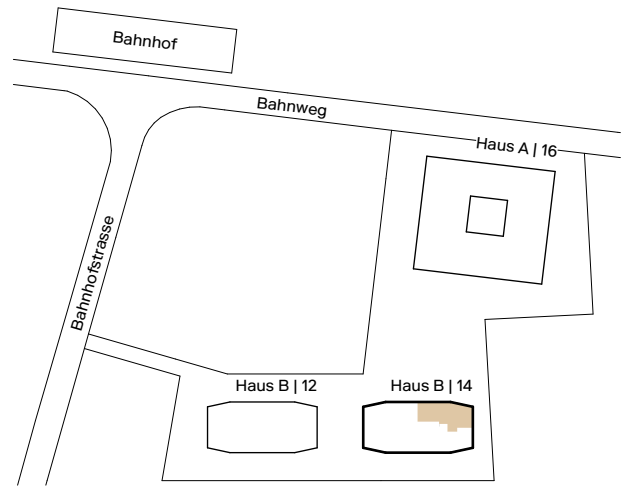 Bahnhof
Bahnweg
Haus A | 16
Bahnhofstrasse
Haus B | 12
Haus B | 14